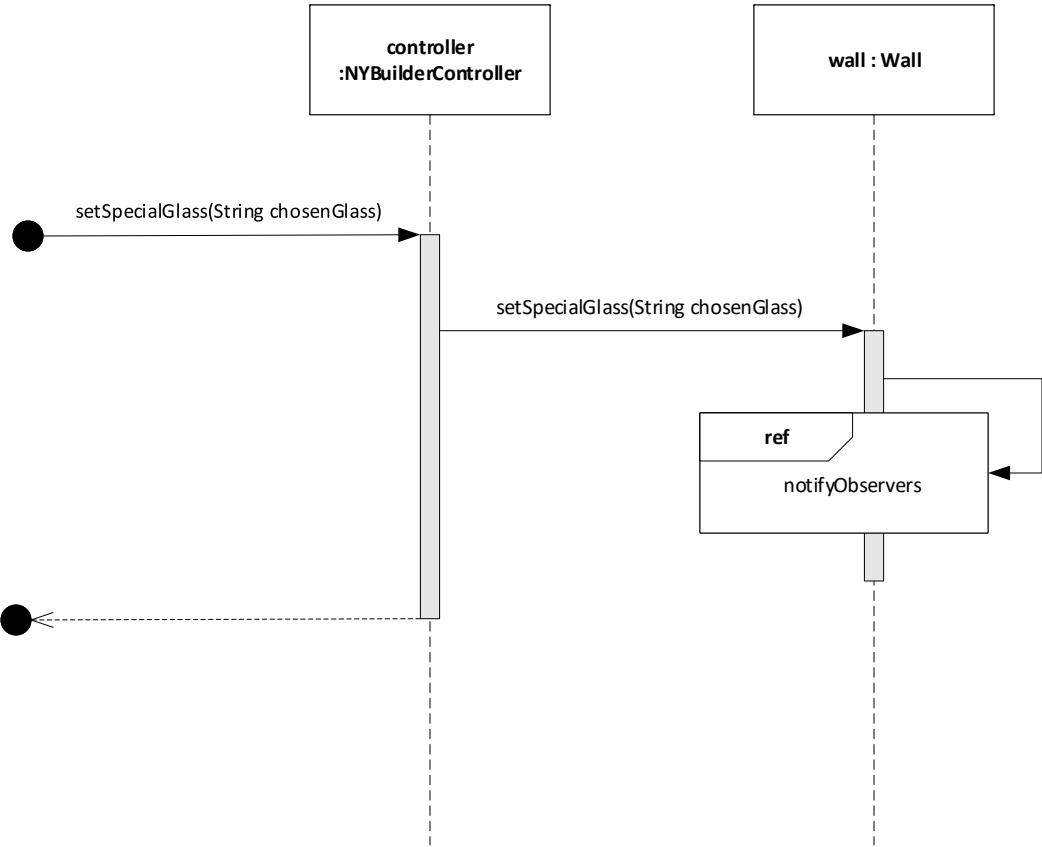 controller
:NYBuilderController
wall : Wall
setSpecialGlass(String chosenGlass)
setSpecialGlass(String chosenGlass)
ref
notifyObservers